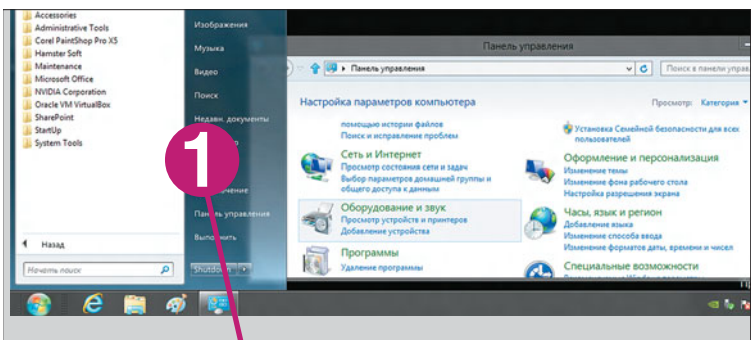 Accessories
Administrative Tools
Corel PaintShop Pro X5
Hamster Soft
Maintenance
Microsoft Office
NVIDIA Corporation
Oracle VM VirtualBox
SharePoint
StartUp
System Tools
Назад
Начать поиск
Изображения
Музыка
Видео
Поиск
Недавн. документы
Панель управления
Выполнить
Shutdown
1
Панель управления
Панель управления
Поиск в панели управ
Настройка параметров компьютера
Просмотр: Категория
помощью истории файлов
Поиск и исправление проблем
Сеть и Интернет
Просмотр состояния сети и задач
Выбор параметров домашней группы и
общего доступа к данным
Оборудование и звук
Просмотр устройств и принтеров
Добавление устройства
Программы
Удаление программы
Установка Семейной безопасности для всех
пользователей
Оформление и персонализация
Изменение темы
Изменение фона рабочего стола
Настройка разрешения экрана
Часы, язык и регион
Добавление языка
Изменение способа ввода
Изменение форматов даты, времени и чисел
Специальные возможности